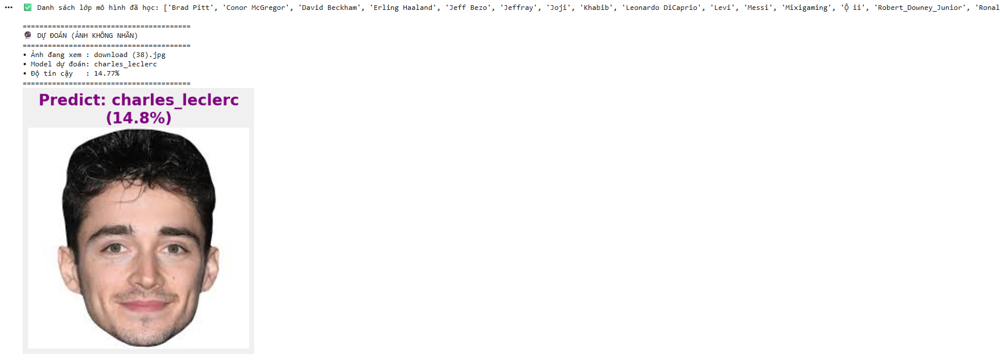 ••• ✅ Danh sách lớp mô hình đã học: ['Brad Pitt', 'Conor McGregor', 'David Beckham', 'Erling Haaland', 'Jeff Bezo', 'Jeffray', 'Joji', 'Khabib', 'Leonardo DiCaprio', 'Levi', 'Messi', 'Mixigaming', 'Ộ ii', 'Robert_Downey_Junior', 'Ronal
========================================
🔮 DỰ ĐOÁN (ẢNH KHÔNG NHÃN)
========================================
• Ảnh đang xem : download (38).jpg
• Model dự đoán: charles_leclerc
• Độ tin cậy   : 14.77%
========================================
Predict: charles_leclerc
(14.8%)